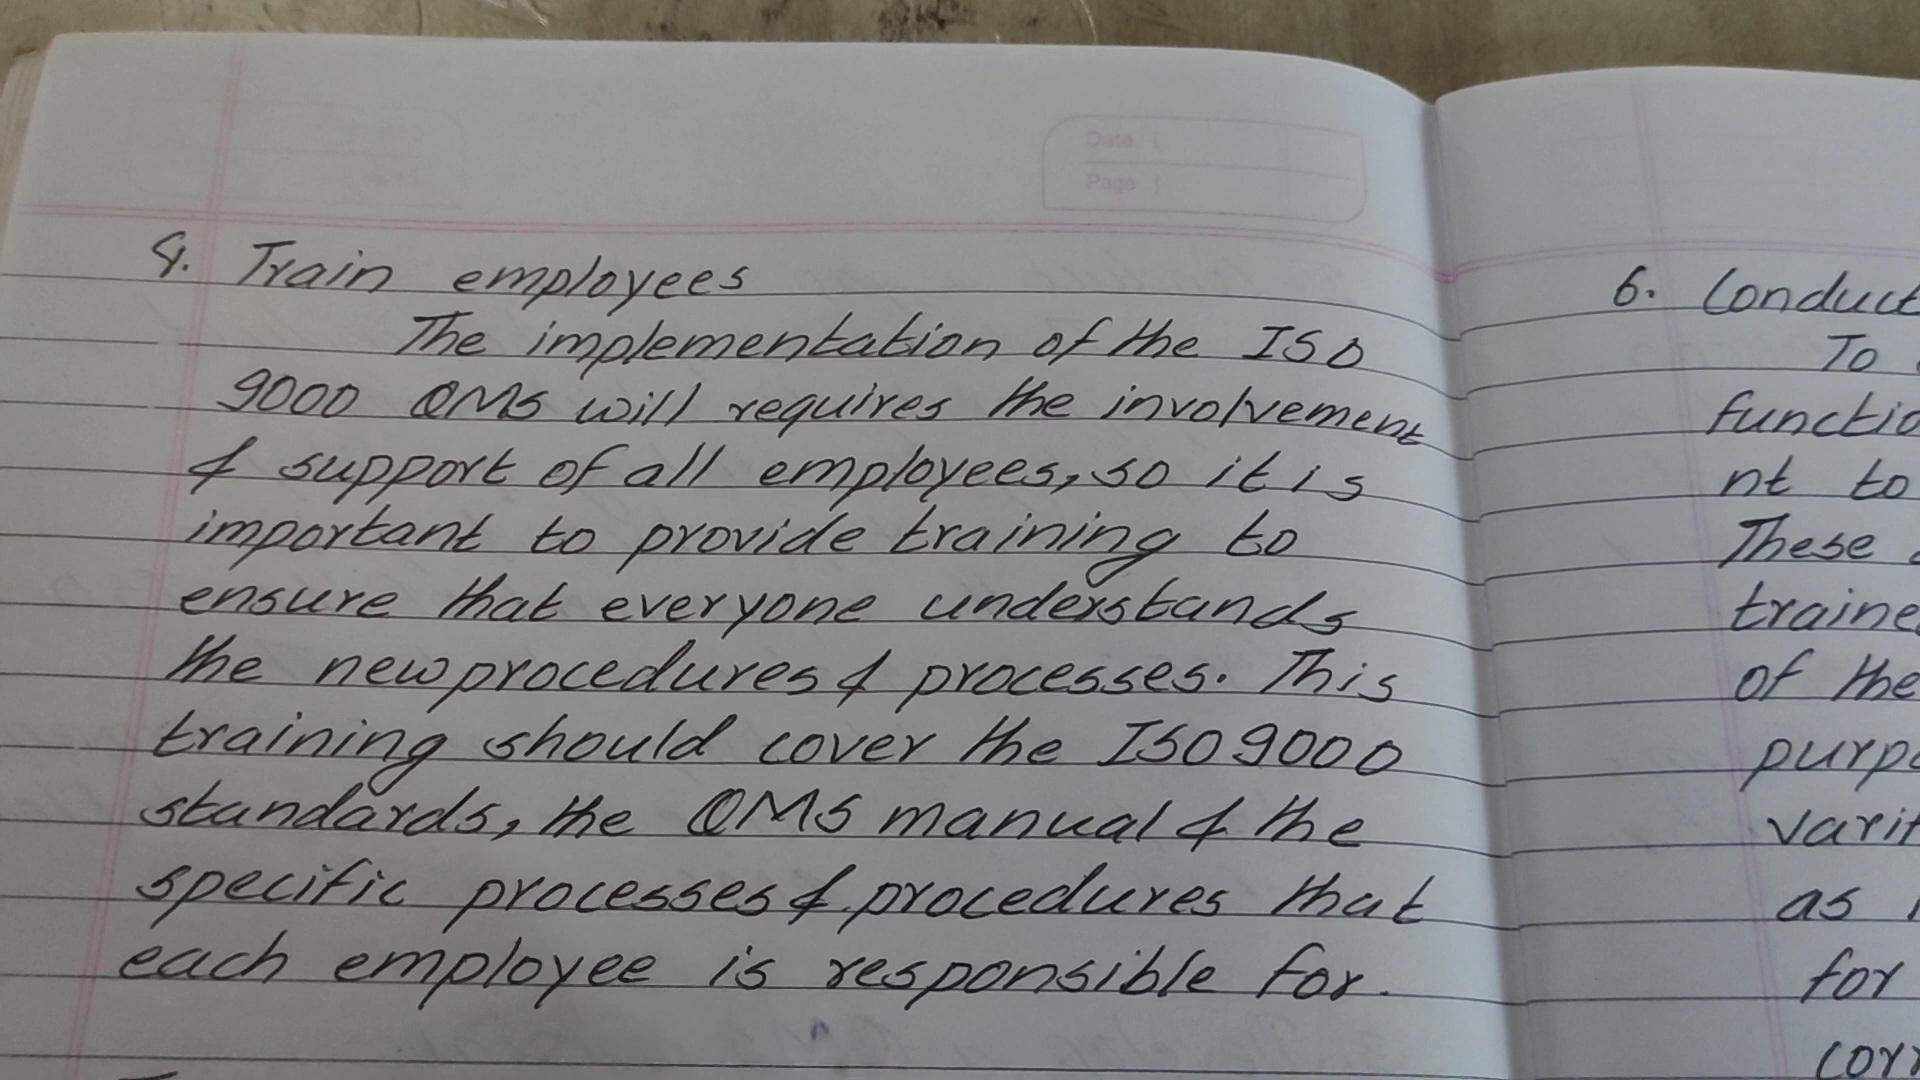 Date
Page
4. Train employees
The implementation of the ISO
9000 QMS will requires the involvement
& support of all employees, so it is
important to provide training to
ensure that everyone understands
the new procedures & processes. This
training should cover the ISO 9000
standards, the QMS manual & the
specific processes & procedures that
each employee is responsible for.
6. Conduct
To
functio
nt to
These
traine
of the
purpo
varif
as
for
corr